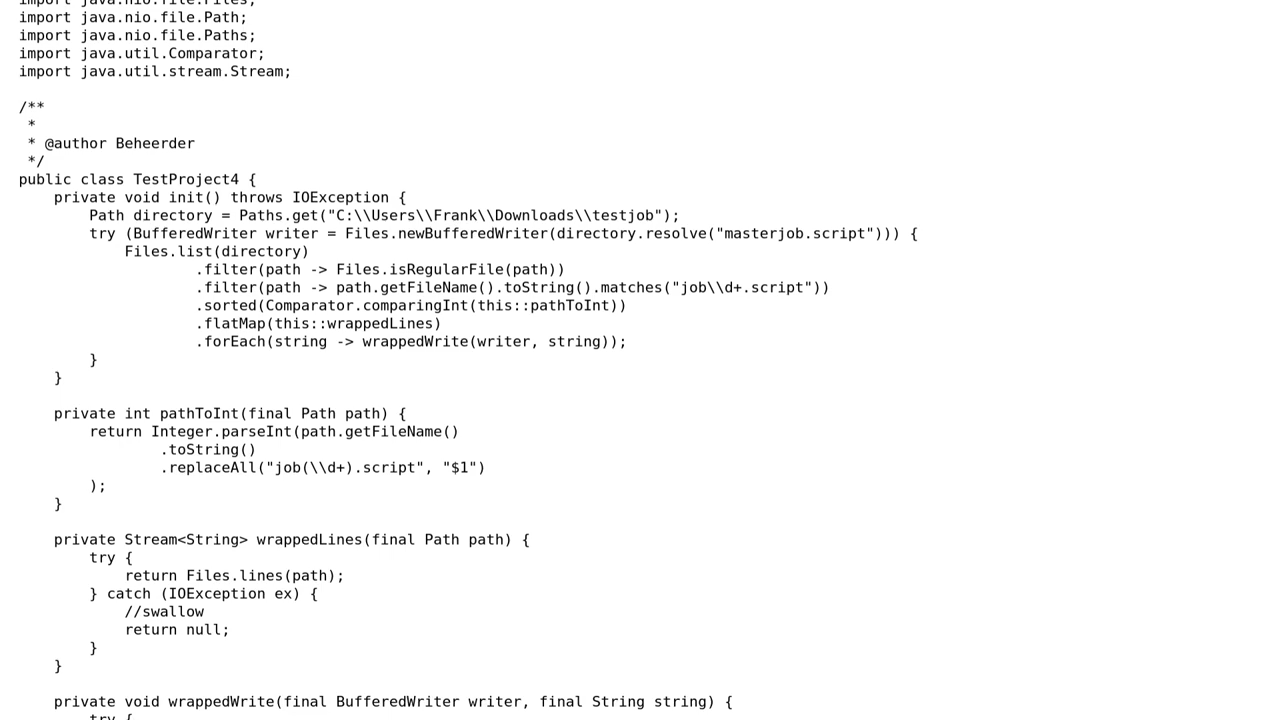 import java.nio.file.Files;
import java.nio.file.Path;
import java.nio.file.Paths;
import java.util.Comparator;
import java.util.stream.Stream;

/**
 *
 * @author Beheerder
 */
public class TestProject4 {
    private void init() throws IOException {
        Path directory = Paths.get("C:\\Users\\Frank\\Downloads\\testjob");
        try (BufferedWriter writer = Files.newBufferedWriter(directory.resolve("masterjob.script"))) {
            Files.list(directory)
                    .filter(path -> Files.isRegularFile(path))
                    .filter(path -> path.getFileName().toString().matches("job\\d+.script"))
                    .sorted(Comparator.comparingInt(this::pathToInt))
                    .flatMap(this::wrappedLines)
                    .forEach(string -> wrappedWrite(writer, string));
        }
    }

    private int pathToInt(final Path path) {
        return Integer.parseInt(path.getFileName()
                .toString()
                .replaceAll("job(\\d+).script", "$1")
        );
    }

    private Stream<String> wrappedLines(final Path path) {
        try {
            return Files.lines(path);
        } catch (IOException ex) {
            //swallow
            return null;
        }
    }

    private void wrappedWrite(final BufferedWriter writer, final String string) {
        try {